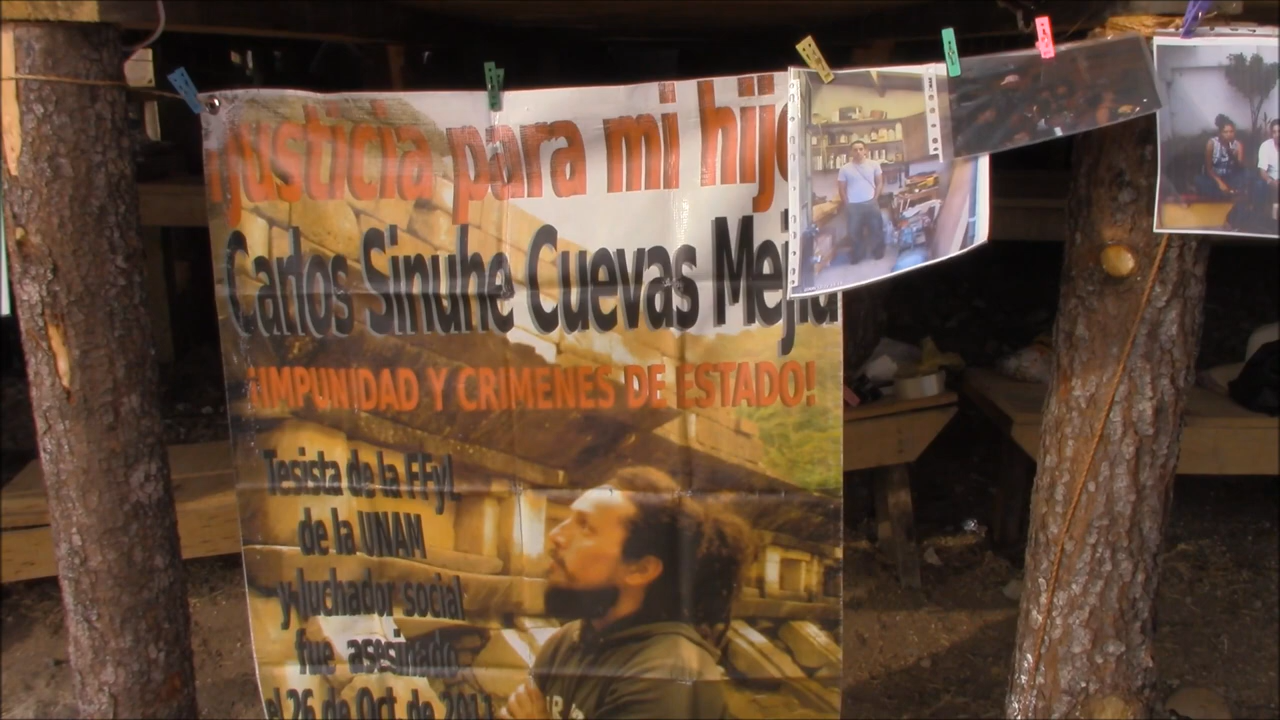 ¡Justicia para mi hijo
Carlos Sinuhe Cuevas Mejía
¡IMPUNIDAD Y CRIMENES DE ESTADO!
Tesista de la FFyL
de la UNAM
y luchador social
fue asesinado
el 26 de Oct. de 2011